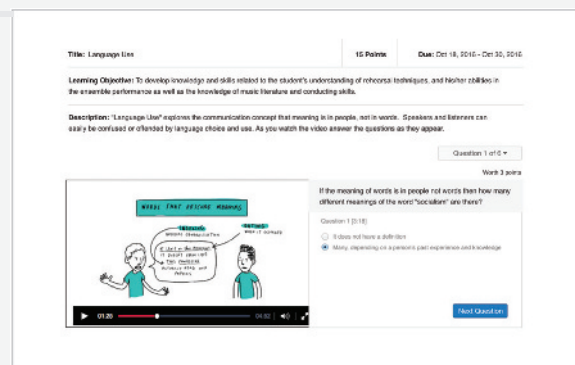 Title: Language Use
15 Points
Due: Oct 18, 2016 - Oct 30, 2016
Learning Objective: To develop knowledge and skills related to the student's understanding of rehearsal techniques, and his/her abilities in
the ensemble performance as well as the knowledge of music literature and conducting skills.
Description: "Language Use" explores the communication concept that meaning is in people, not in words. Speakers and listeners can
easily be confused or offended by language choice and use. As you watch the video answer the questions as they appear.
Question 1 of 6
Worth 3 points
WORDS THAT OBSCURE MEANING
If the meaning of words is in people not words then how many
different meanings of the word "socialism" are there?
Question 1 [0:18]
It does not have a definition
Many, depending on a person's past experience and knowledge
01:28
04:02
Next Question